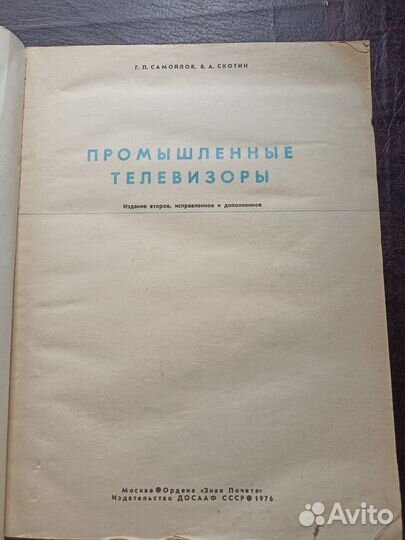 Г. П. САМОЙЛОВ, В. А. СКОТИН
ПРОМЫШЛЕННЫЕ
ТЕЛЕВИЗОРЫ
Издание второе, исправленное и дополненное
Москва ● Ордена «Знак Почета»
Издательство ДОСААФ СССР ● 1976
Avito